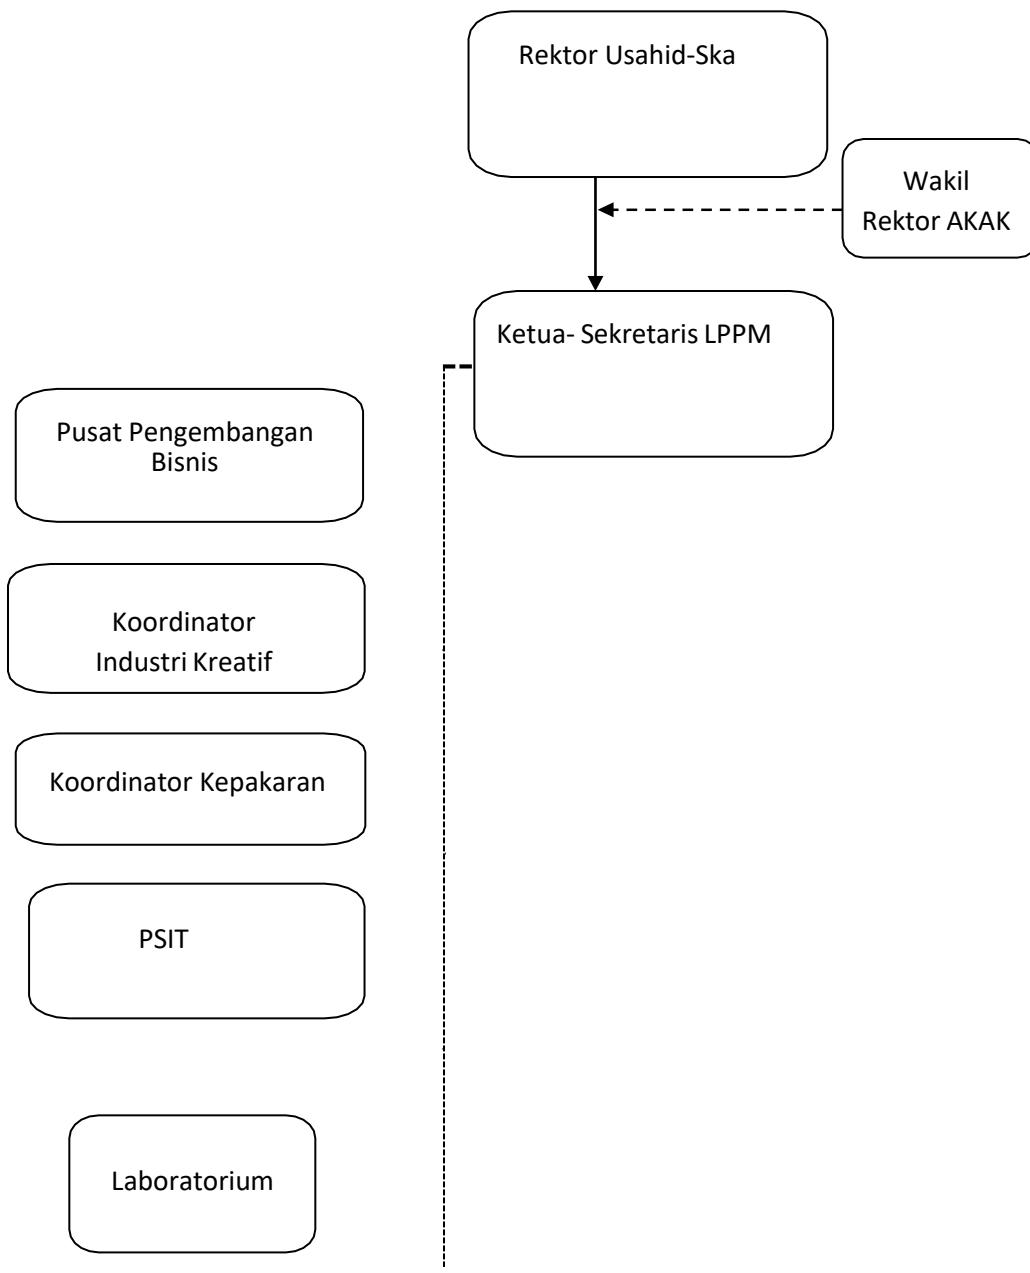 Rektor Usahid-Ska
Wakil
Rektor AKAK
Ketua- Sekretaris LPPM
Pusat Pengembangan
Bisnis
Koordinator
Industri Kreatif
Koordinator Kepakaran
PSIT
Laboratorium